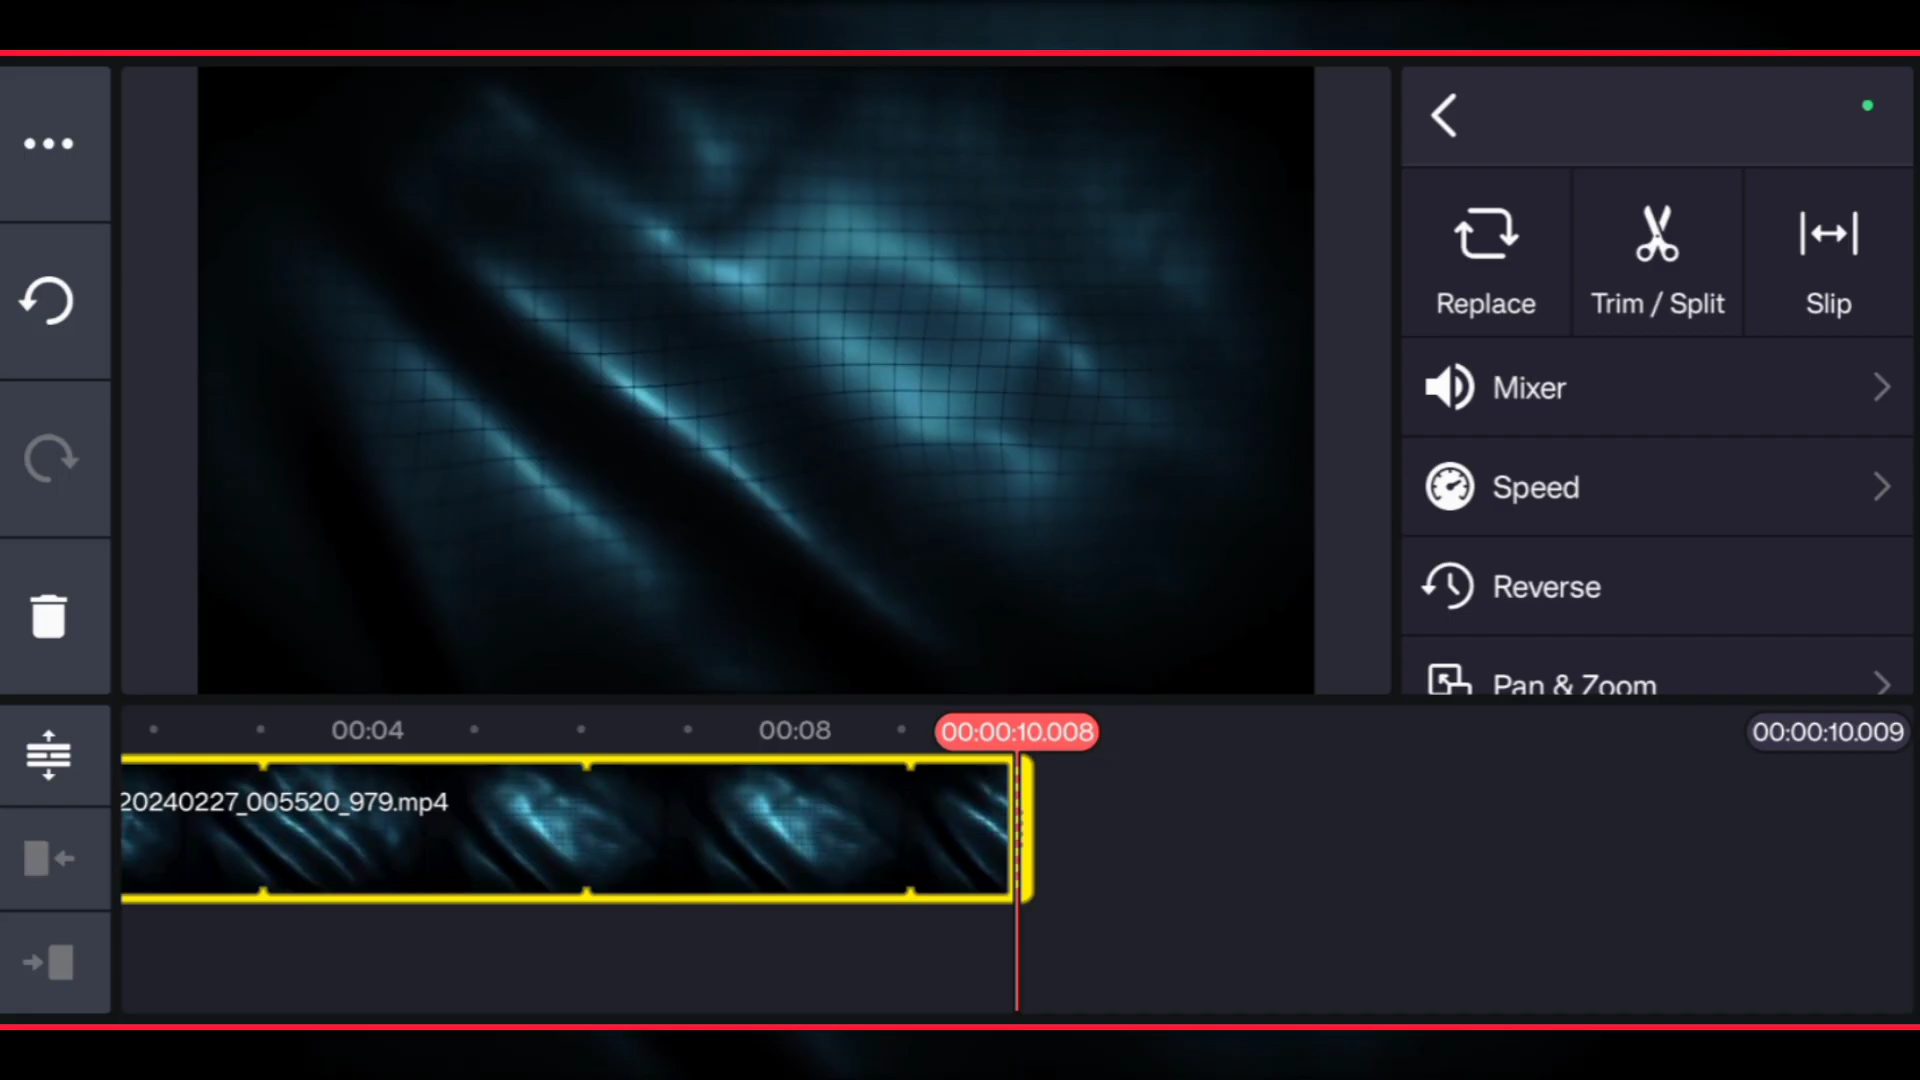 Replace
Trim / Split
Slip
Mixer
Speed
Reverse
Pan & Zoom
00:04
00:08
00:00:10.008
00:00:10.009
20240227_005520_979.mp4